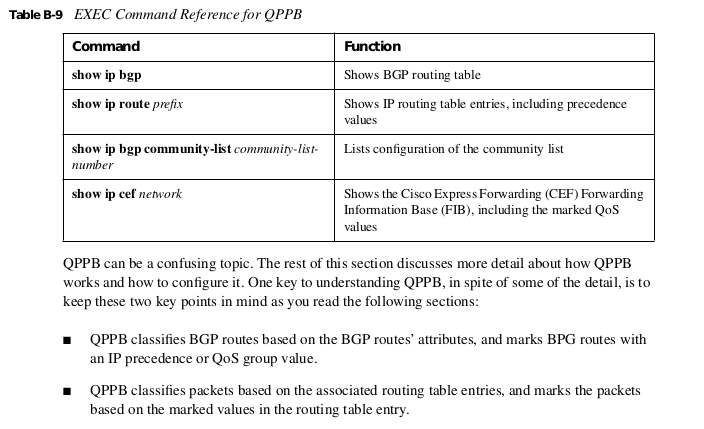 Table B-9 EXEC Command Reference for QPPB
Command Function
show ip bgp Shows BGP routing table
show ip route prefix Shows IP routing table entries, including precedence
values
show ip bgp community-list community-list-
number
Lists configuration of the community list
show ip cef network Shows the Cisco Express Forwarding (CEF) Forwarding
Information Base (FIB), including the marked QoS
values
QPPB can be a confusing topic. The rest of this section discusses more detail about how QPPB
works and how to configure it. One key to understanding QPPB, in spite of some of the detail, is to
keep these two key points in mind as you read the following sections:
■ QPPB classifies BGP routes based on the BGP routes' attributes, and marks BPG routes with
an IP precedence or QoS group value.
■ QPPB classifies packets based on the associated routing table entries, and marks the packets
based on the marked values in the routing table entry.